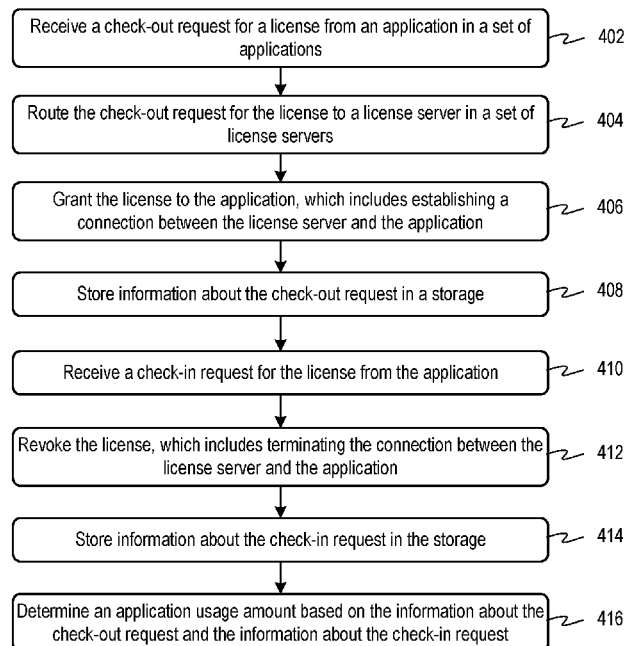 Receive a check-out request for a license from an application in a set of
applications
402
Route the check-out request for the license to a license server in a set of
license servers
404
Grant the license to the application, which includes establishing a
connection between the license server and the application
406
Store information about the check-out request in a storage
408
Receive a check-in request for the license from the application
410
Revoke the license, which includes terminating the connection between the
license server and the application
412
Store information about the check-in request in the storage
414
Determine an application usage amount based on the information about the
check-out request and the information about the check-in request
416